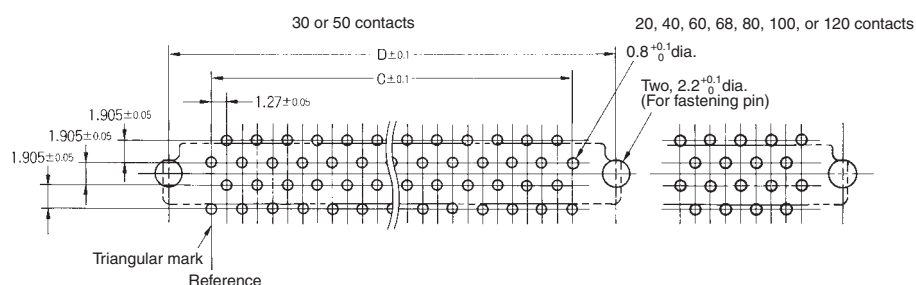 30 or 50 contacts
20, 40, 60, 68, 80, 100, or 120 contacts
D±0.1
0.8 +0.1 0 dia.
C±0.1
Two, 2.2 +0.1 0 dia.
(For fastening pin)
1.27±0.05
1.905±0.05
1.905±0.05
1.905±0.05
Triangular mark
Reference